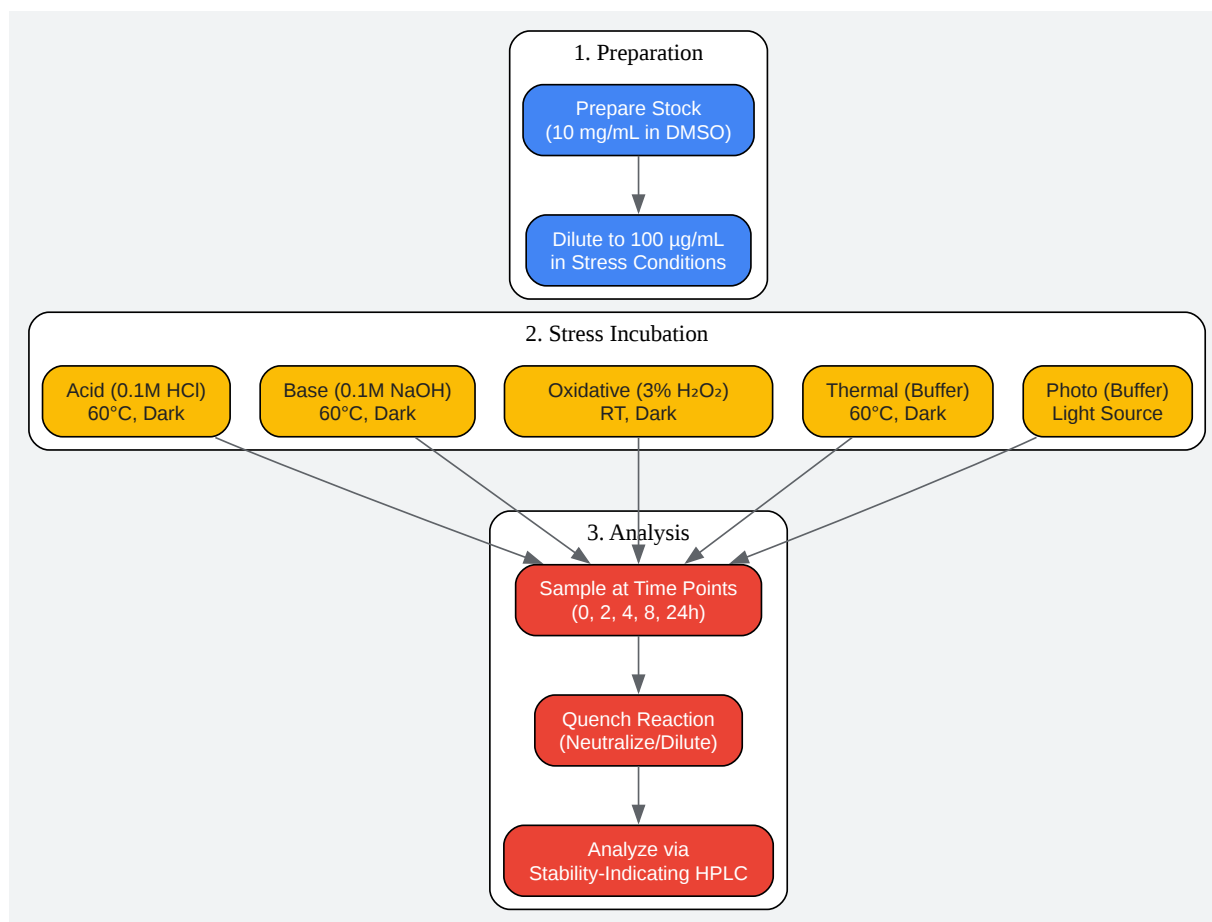 1. Preparation
Prepare Stock
(10 mg/mL in DMSO)
Dilute to 100 µg/mL
in Stress Conditions
2. Stress Incubation
Acid (0.1M HCl)
60°C, Dark
Base (0.1M NaOH)
60°C, Dark
Oxidative (3% H₂O₂)
RT, Dark
Thermal (Buffer)
60°C, Dark
Photo (Buffer)
Light Source
3. Analysis
Sample at Time Points
(0, 2, 4, 8, 24h)
Quench Reaction
(Neutralize/Dilute)
Analyze via
Stability-Indicating HPLC